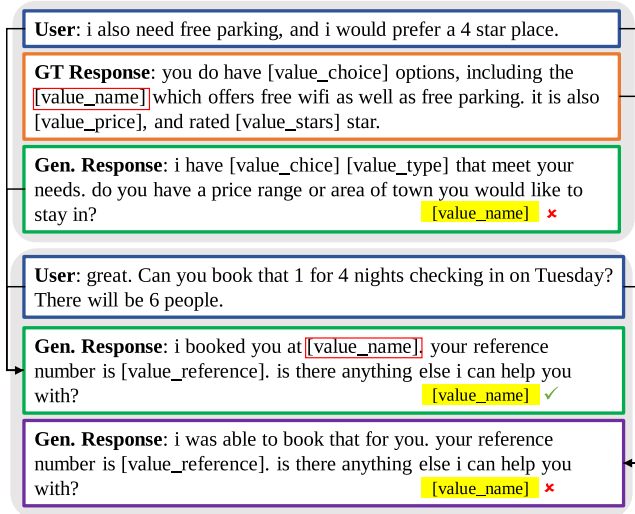 User: i also need free parking, and i would prefer a 4 star place.
GT Response: you do have [value_choice] options, including the
[value_name] which offers free wifi as well as free parking. it is also
[value_price], and rated [value_stars] star.
Gen. Response: i have [value_chice] [value_type] that meet your
needs. do you have a price range or area of town you would like to
stay in?
[value_name] ✘
User: great. Can you book that 1 for 4 nights checking in on Tuesday?
There will be 6 people.
Gen. Response: i booked you at [value_name]. your reference
number is [value_reference]. is there anything else i can help you
with?
[value_name] ✓
Gen. Response: i was able to book that for you. your reference
number is [value_reference]. is there anything else i can help you
with?
[value_name] ✘